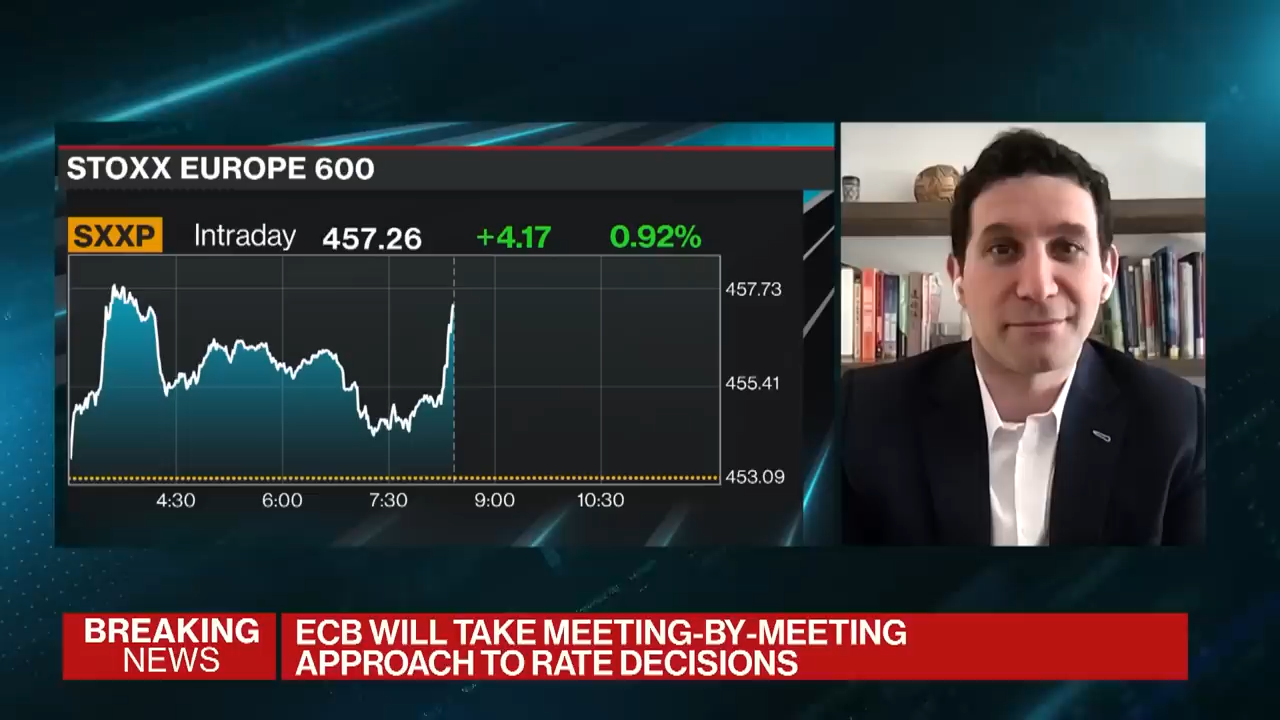 STOXX EUROPE 600
SXXP Intraday 457.26 +4.17 0.92%
457.73
455.41
453.09
4:30 6:00 7:30 9:00 10:30
BREAKING NEWS
ECB WILL TAKE MEETING-BY-MEETING
APPROACH TO RATE DECISIONS